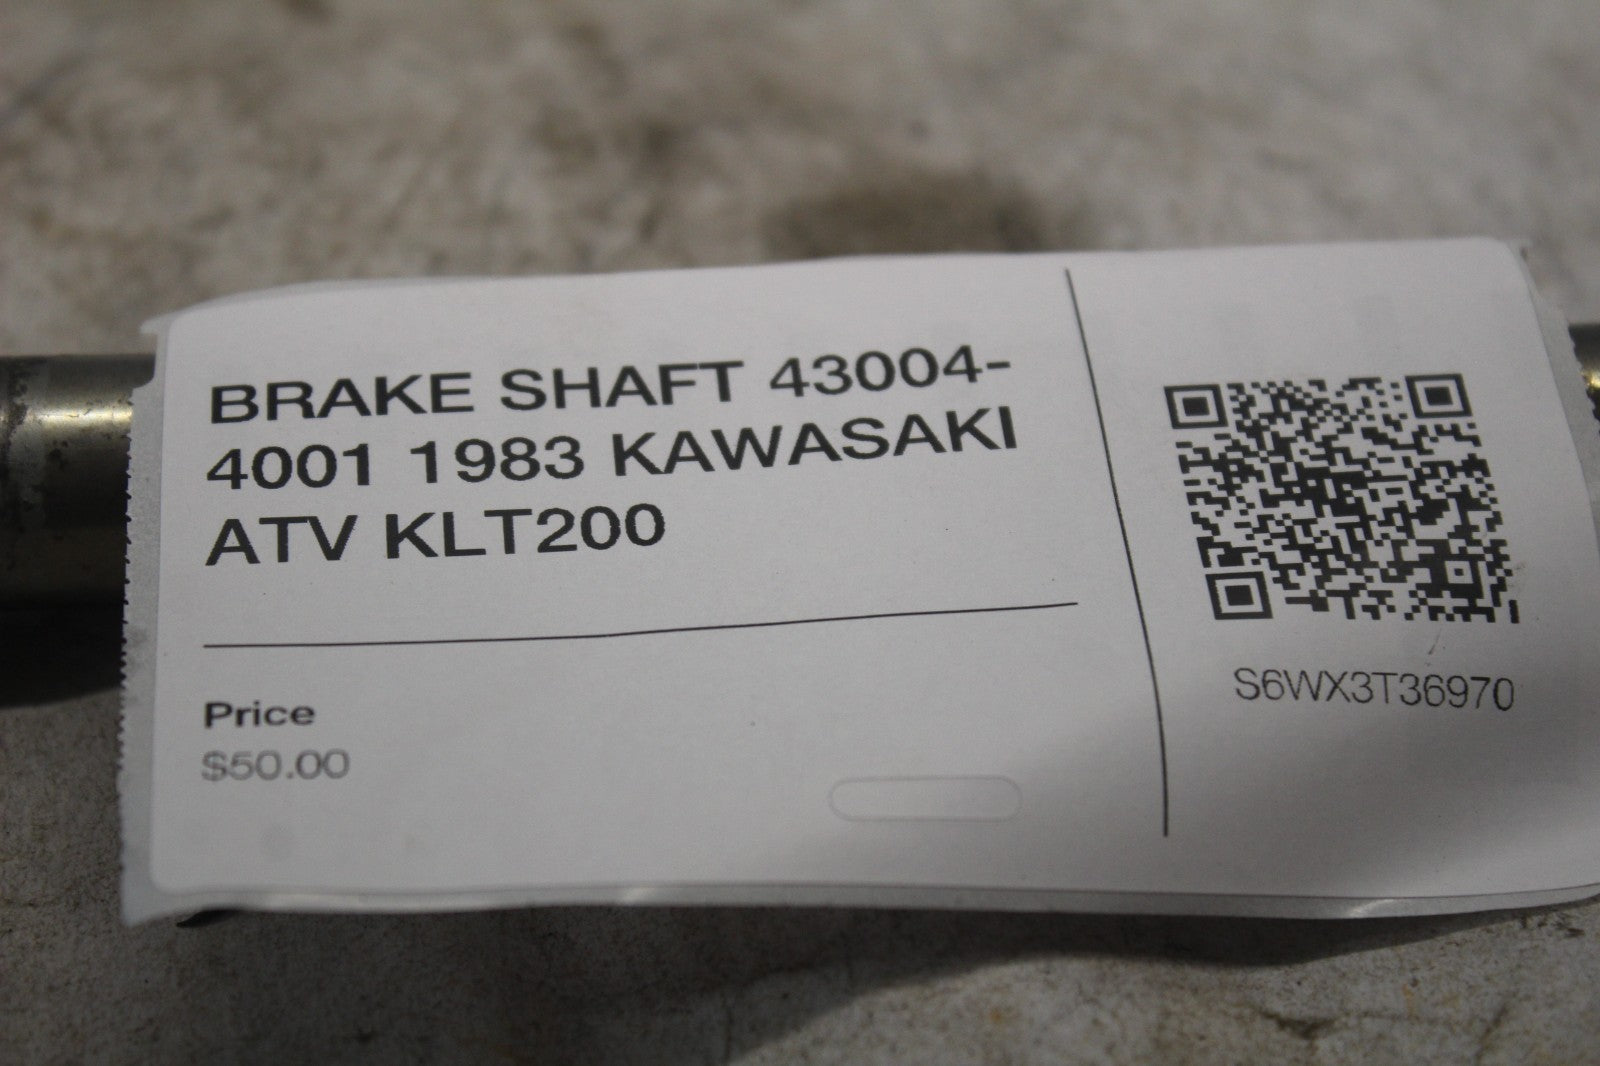 BRAKE SHAFT 43004-
4001 1983 KAWASAKI
ATV KLT200
Price
$50.00
S6WX3T36970